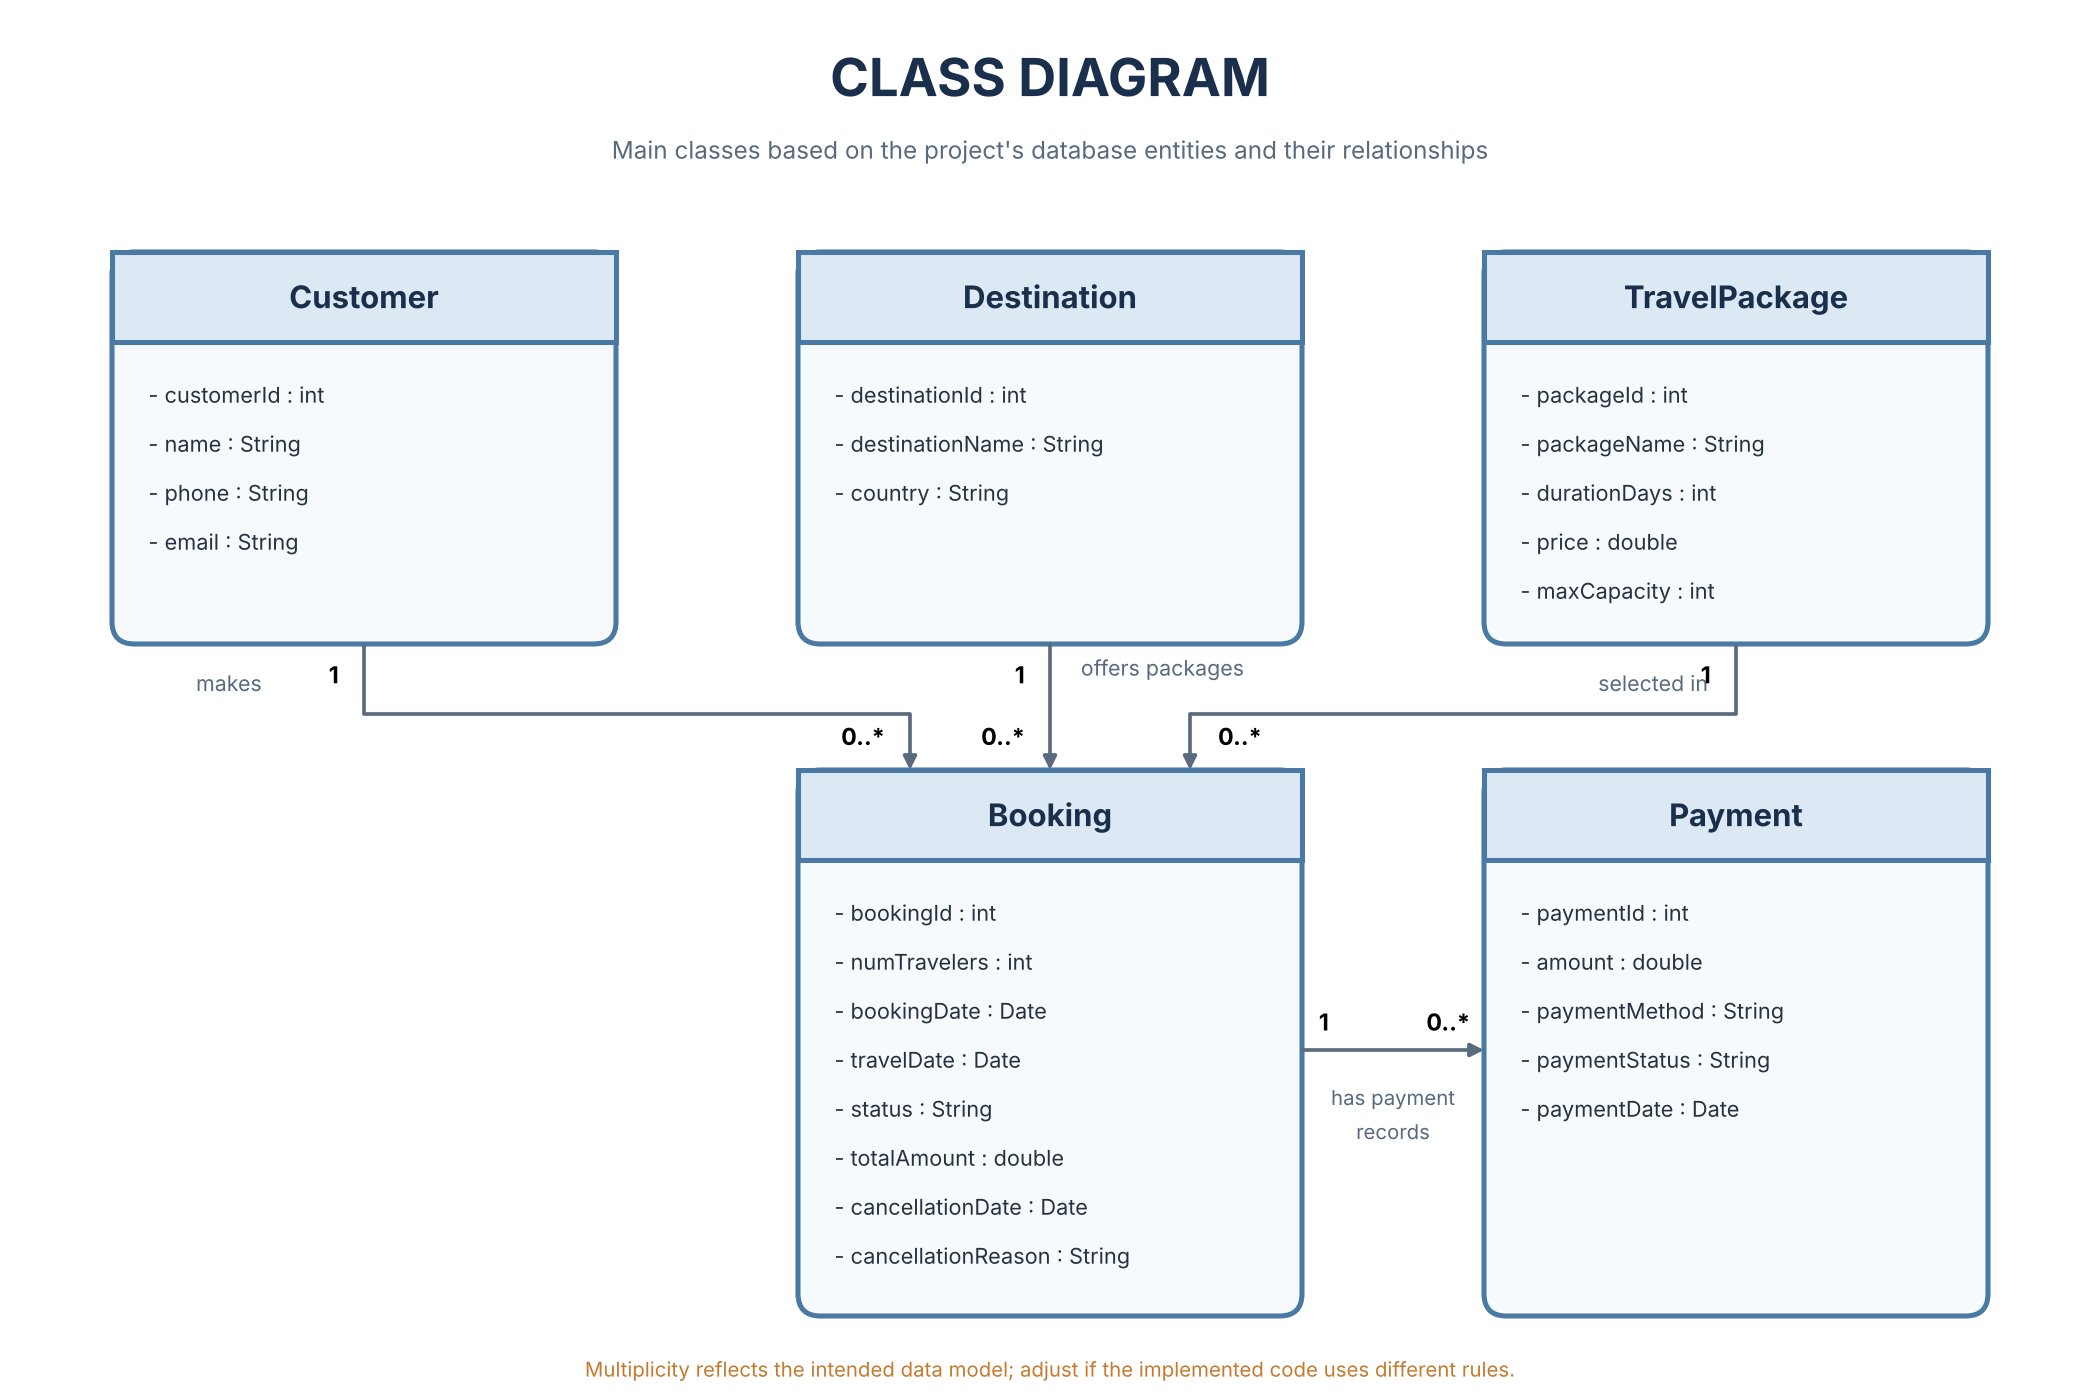 CLASS DIAGRAM
Main classes based on the project's database entities and their relationships
Customer
- customerId : int
- name : String
- phone : String
- email : String
Destination
- destinationId : int
- destinationName : String
- country : String
TravelPackage
- packageId : int
- packageName : String
- durationDays : int
- price : double
- maxCapacity : int
makes
1
0..*
1
offers packages
0..*
selected in
1
0..*
Booking
- bookingId : int
- numTravelers : int
- bookingDate : Date
- travelDate : Date
- status : String
- totalAmount : double
- cancellationDate : Date
- cancellationReason : String
1
0..*
has payment
records
Payment
- paymentId : int
- amount : double
- paymentMethod : String
- paymentStatus : String
- paymentDate : Date
Multiplicity reflects the intended data model; adjust if the implemented code uses different rules.